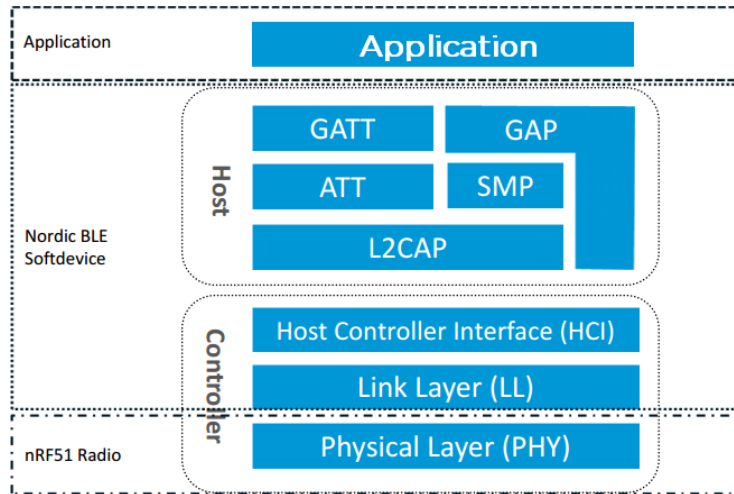 Application
Application
GATT
GAP
Host
ATT
SMP
Nordic BLE
Softdevice
L2CAP
Controller
Host Controller Interface (HCI)
Link Layer (LL)
nRF51 Radio
Physical Layer (PHY)